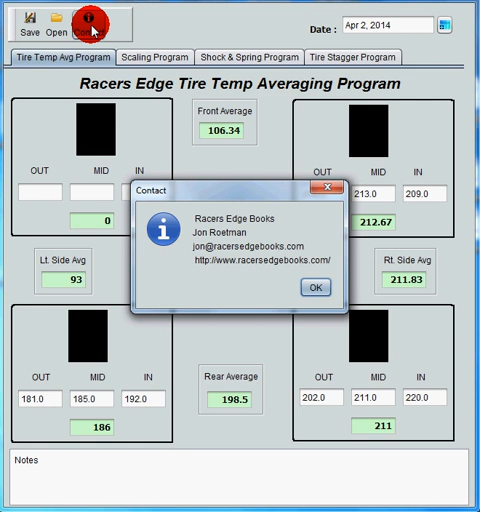 Save Open
Date : Apr 2, 2014
Tire Temp Avg Program Scaling Program Shock & Spring Program Tire Stagger Program
Racers Edge Tire Temp Averaging Program
Front Average
106.34
OUT MID IN
0
OUT MID IN
213.0 209.0
212.67
Contact
Racers Edge Books
Jon Roetman
jon@racersedgebooks.com
http://www.racersedgebooks.com/
OK
Lt. Side Avg
93
Rt. Side Avg
211.83
OUT MID IN
181.0 185.0 192.0
186
Rear Average
198.5
OUT MID IN
202.0 211.0 220.0
211
Notes